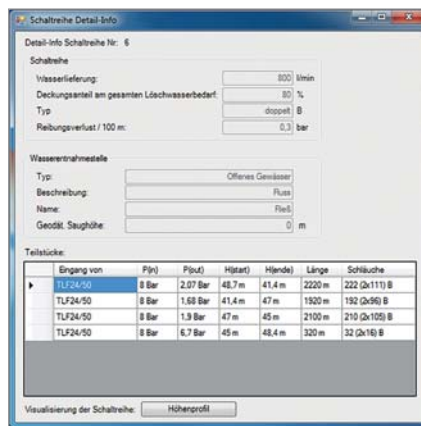 Schaltreihe Detail-Info
Detail-Info Schaltreihe Nr: 6
Schaltreihe
Wasserlieferung: 800 l/min
Deckungsanteil am gesamten Löschwasserbedarf: 80 %
Typ doppelt B
Reibungsverlust / 100 m: 0,3 bar
Wasserentnahmestelle
Typ: Offenes Gewässer
Beschreibung: Fluss
Name: Fließ
Geodät. Saughöhe: 0 m
Teilstücke:
Eingang von P(in) P(out) H(start) H(ende) Länge Schläuche
TLF24/50 8 Bar 2,07 Bar 48,7 m 41,4 m 2220 m 222 (2x111) B
TLF24/50 8 Bar 1,68 Bar 41,4 m 47 m 1920 m 192 (2x96) B
TLF24/50 8 Bar 1,9 Bar 47 m 45 m 2100 m 210 (2x105) B
TLF24/50 8 Bar 6,7 Bar 45 m 48,4 m 320 m 32 (2x16) B
Visualisierung der Schaltreihe: Höhenprofil